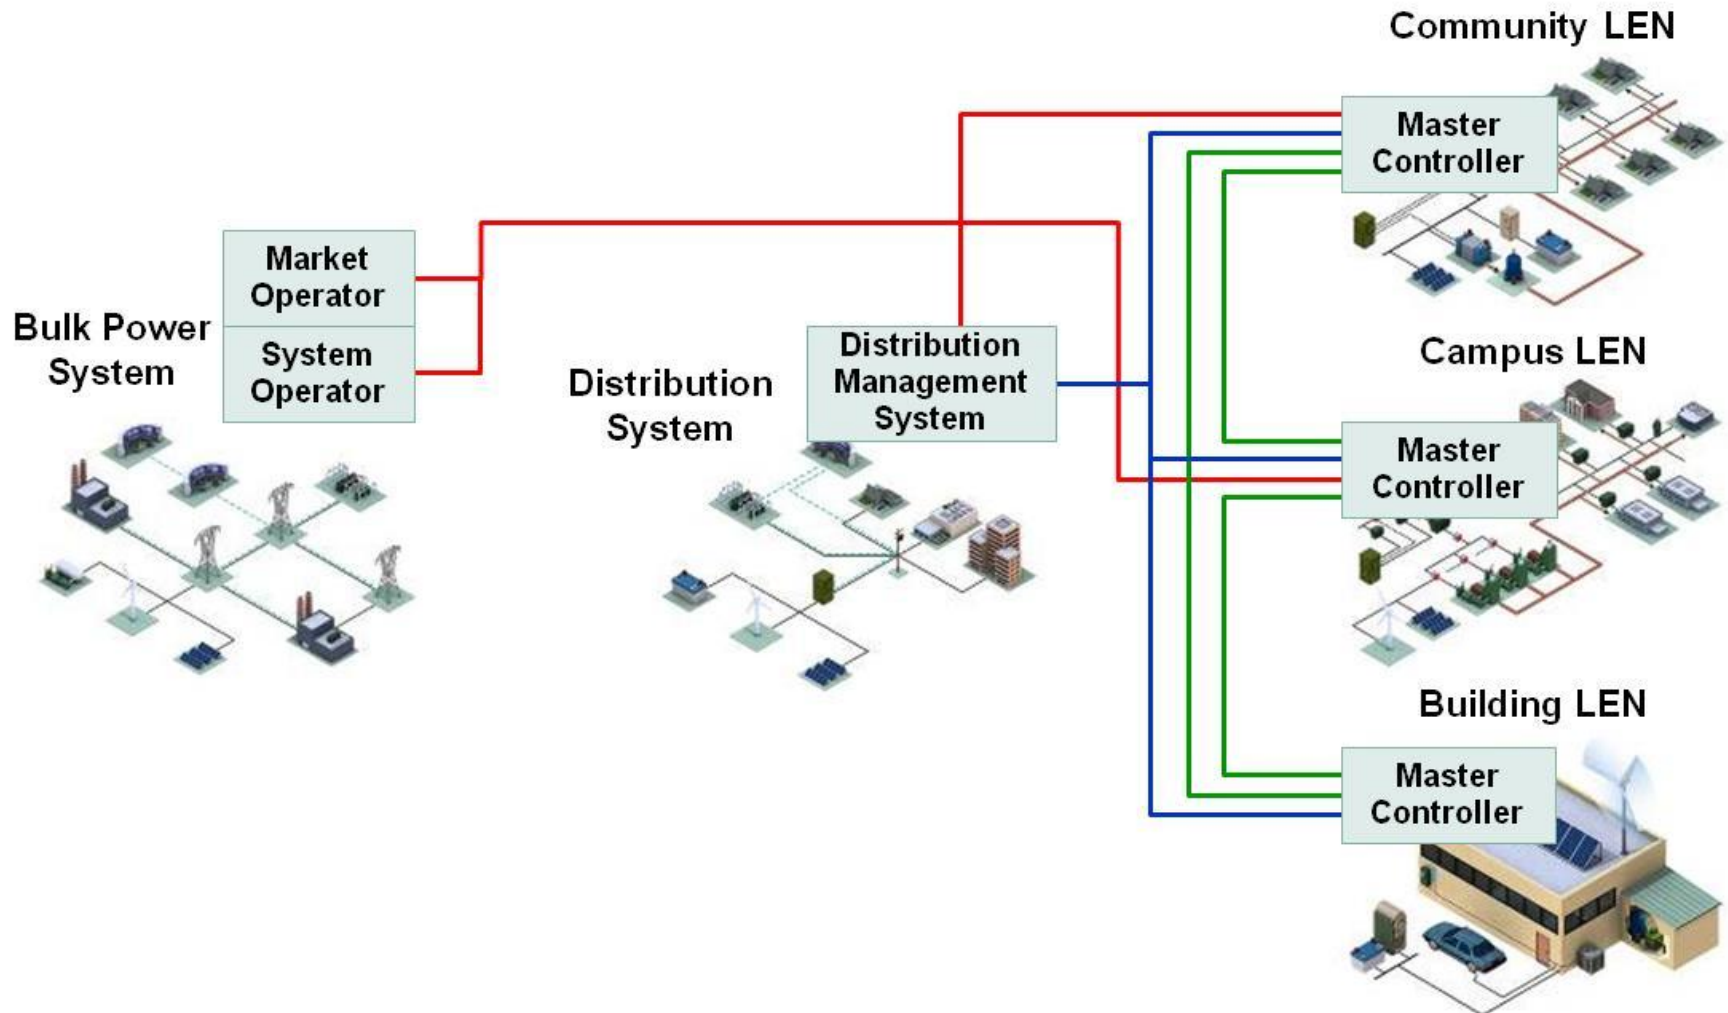 Community LEN
Master
Controller
Market
Operator
Bulk Power
System
System
Operator
Distribution
System
Distribution
Management
System
Campus LEN
Master
Controller
Building LEN
Master
Controller